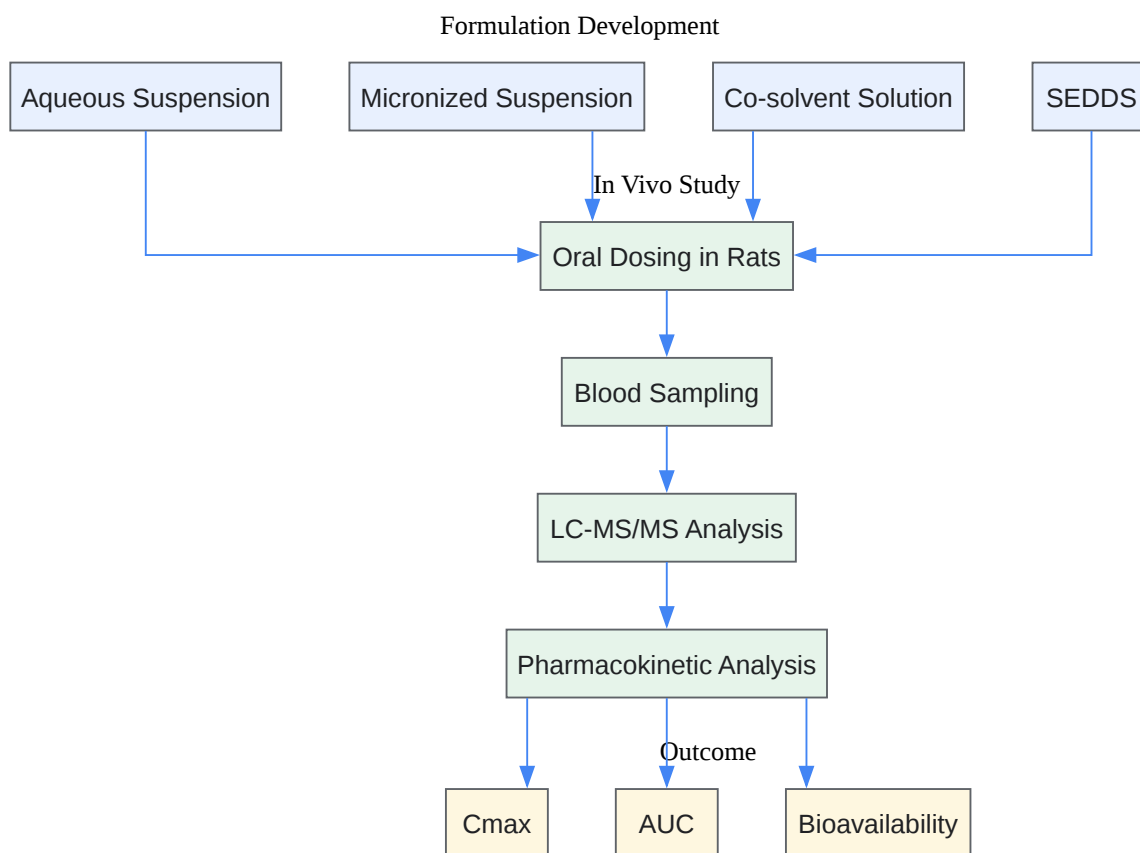 Formulation Development
Aqueous Suspension
Micronized Suspension
Co-solvent Solution
SEDDS
In Vivo Study
Oral Dosing in Rats
Blood Sampling
LC-MS/MS Analysis
Pharmacokinetic Analysis
Outcome
Cmax
AUC
Bioavailability